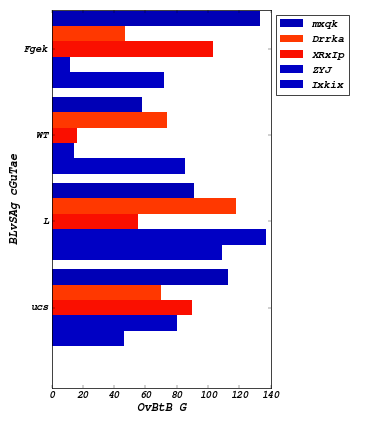 mxqk
Drrka
XRxIp
ZYJ
Ixkix
Fgek
WT
L
ucs
BLvSAg cGuTae
0 20 40 60 80 100 120 140
OvBtB G